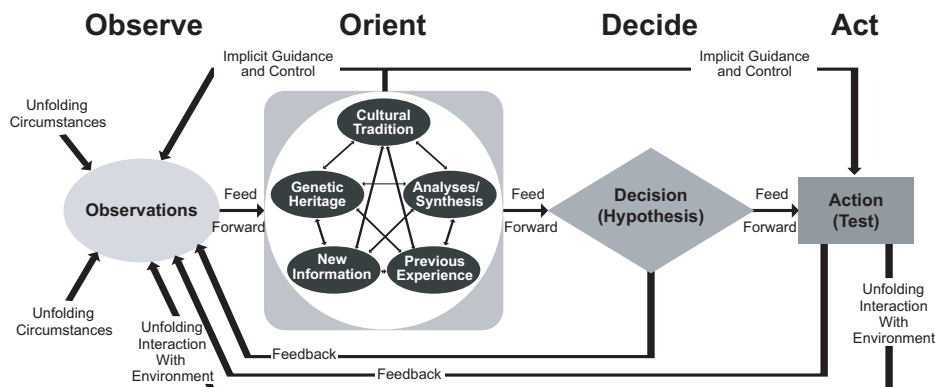 Observe
Orient
Decide
Act
Implicit Guidance
and Control
Implicit Guidance
and Control
Unfolding
Circumstances
Cultural
Tradition
Genetic
Heritage
Analyses/
Synthesis
New
Information
Previous
Experience
Observations
Feed
Forward
Feed
Forward
Decision
(Hypothesis)
Feed
Forward
Action
(Test)
Unfolding
Circumstances
Unfolding
Interaction
With
Environment
Unfolding
Interaction
With
Environment
Feedback
Feedback